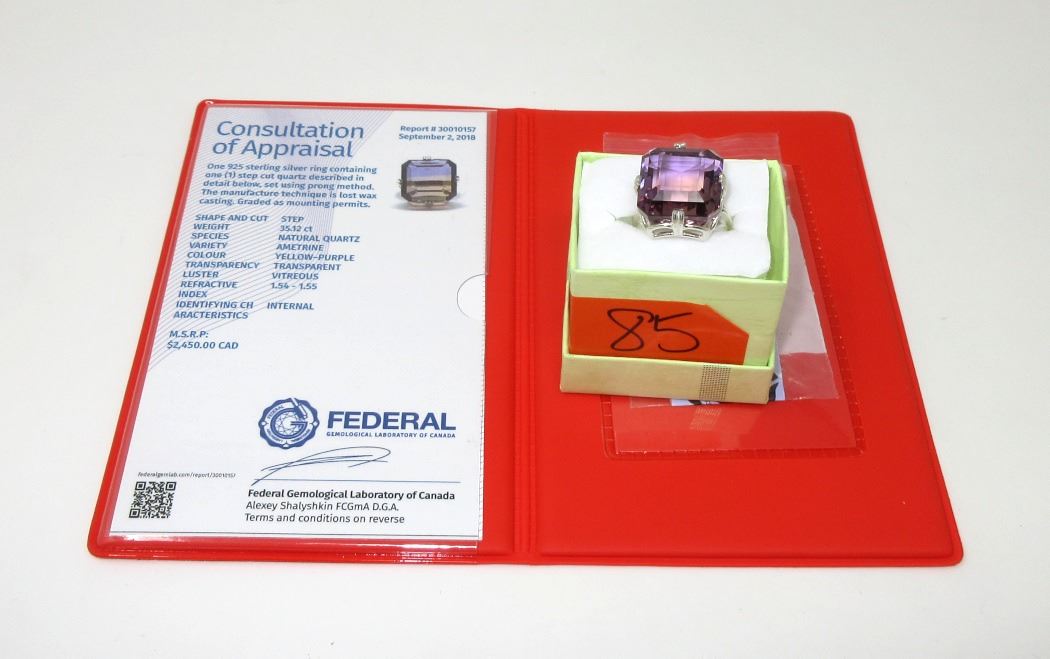 Consultation
of Appraisal
Report # 30010157
September 2, 2018
One 925 sterling silver ring containing
one (1) step cut quartz described in
detail below, set using prong method.
The manufacture technique is lost wax
casting. Graded as mounting permits.
SHAPE AND CUT STEP
WEIGHT 35.12 ct
SPECIES NATURAL QUARTZ
VARIETY AMETRINE
COLOUR YELLOW-PURPLE
TRANSPARENCY TRANSPARENT
LUSTER VITREOUS
REFRACTIVE 1.54 - 1.55
INDEX
IDENTIFYING CH INTERNAL
ARACTERISTICS
M.S.R.P:
$2,450.00 CAD
FEDERAL
GEMOLOGICAL LABORATORY OF CANADA
federalgemlab.com/report/30010157
Federal Gemological Laboratory of Canada
Alexey Shalyshkin FCGmA D.G.A.
Terms and conditions on reverse
85